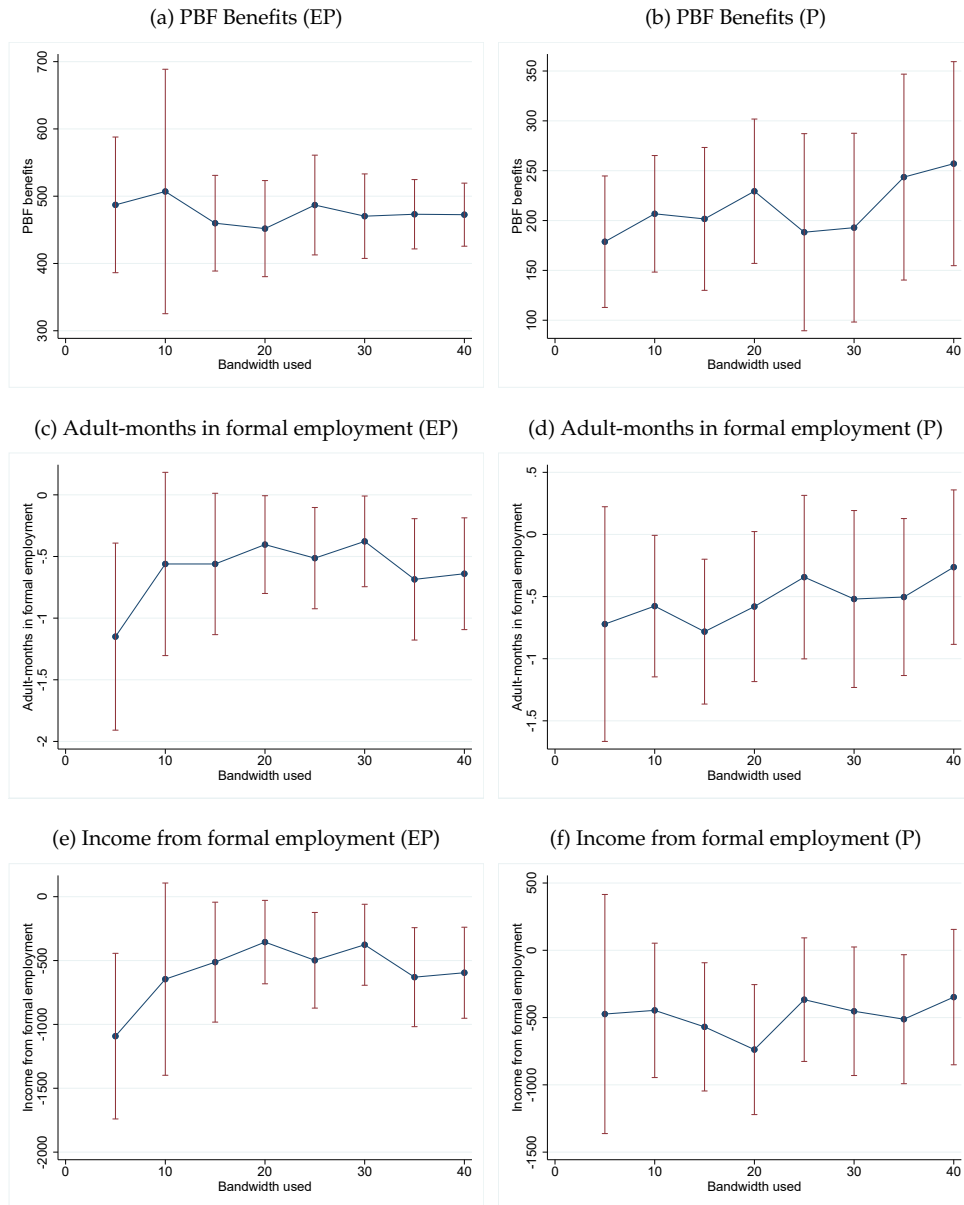 (a) PBF Benefits (EP)
PBF benefits
700
600
500
400
300
0 10 20 30 40
Bandwidth used
(b) PBF Benefits (P)
PBF benefits
350
300
250
200
150
100
0 10 20 30 40
Bandwidth used
(c) Adult-months in formal employment (EP)
Adult-months in formal employment
0
-.5
-1
-1.5
-2
0 10 20 30 40
Bandwidth used
(d) Adult-months in formal employment (P)
Adult-months in formal employment
.5
0
-.5
-1
-1.5
0 10 20 30 40
Bandwidth used
(e) Income from formal employment (EP)
Income from formal employment
0
-500
-1000
-1500
-2000
0 10 20 30 40
Bandwidth used
(f) Income from formal employment (P)
Income from formal employment
500
0
-500
-1000
-1500
0 10 20 30 40
Bandwidth used